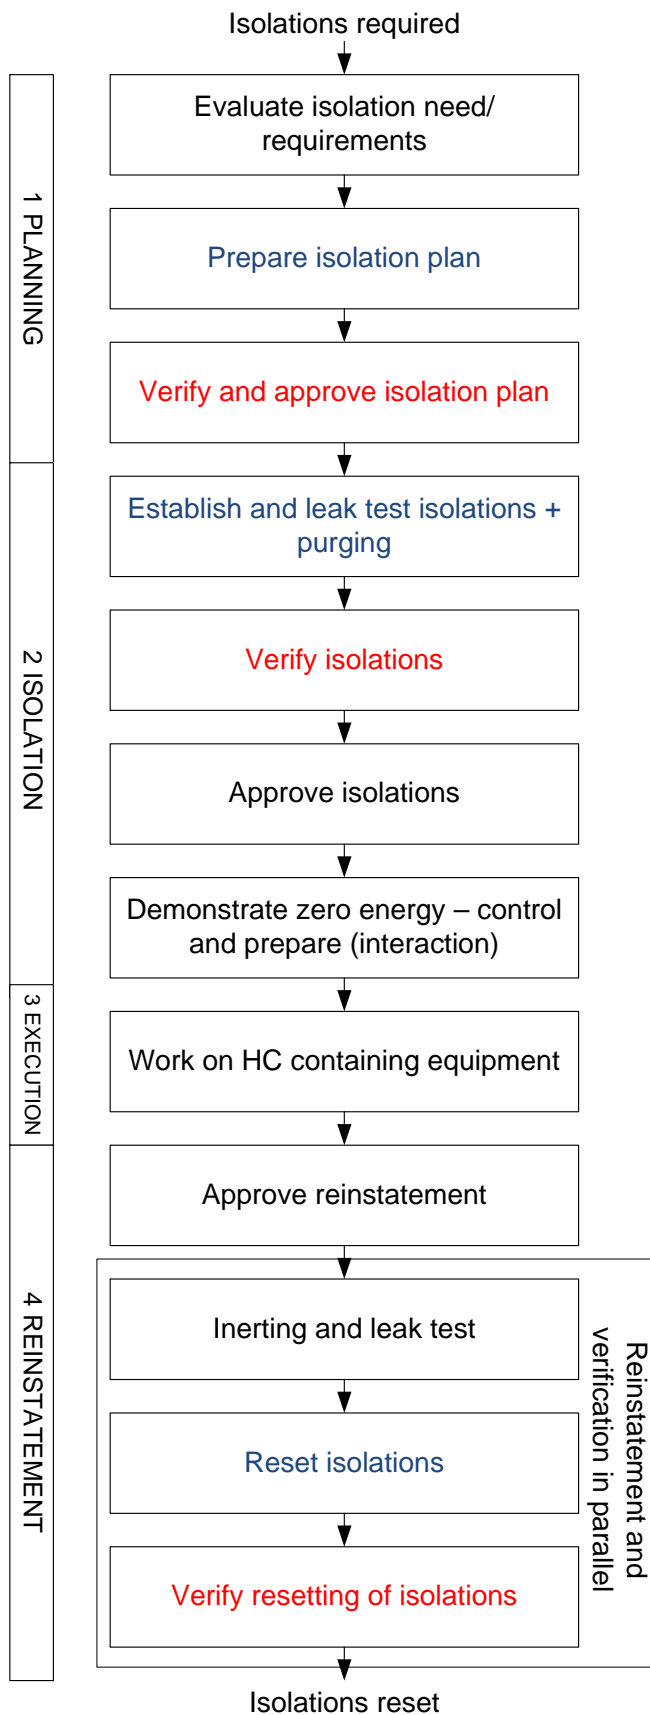 Isolations required
1 PLANNING
Evaluate isolation need/
requirements
Prepare isolation plan
Verify and approve isolation plan
2 ISOLATION
Establish and leak test isolations +
purging
Verify isolations
Approve isolations
Demonstrate zero energy – control
and prepare (interaction)
3 EXECUTION
Work on HC containing equipment
4 REINSTATEMENT
Approve reinstatement
Reinstatement and
verification in parallel
Inerting and leak test
Reset isolations
Verify resetting of isolations
Isolations reset